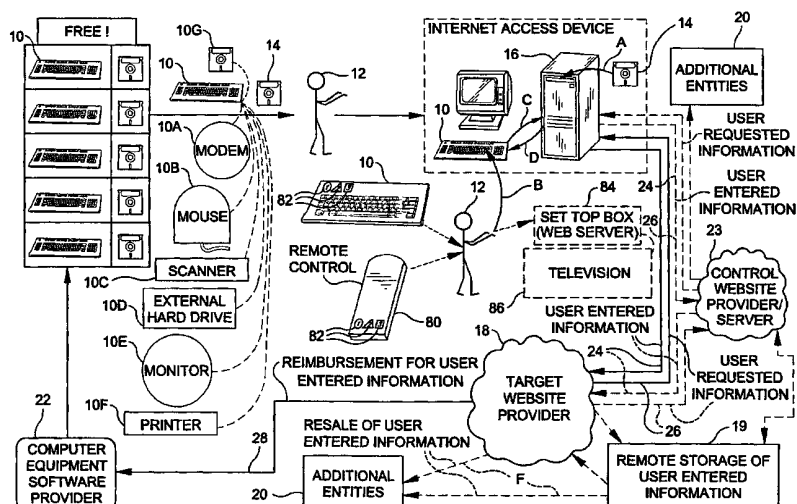 FREE !
10
10G
14
10
12
10A
MODEM
10B
MOUSE
10C
SCANNER
10D
EXTERNAL
HARD DRIVE
10E
MONITOR
10F
PRINTER
22
COMPUTER
EQUIPMENT
SOFTWARE
PROVIDER
INTERNET ACCESS DEVICE
16
A
14
10
C
D
B
20
ADDITIONAL
ENTITIES
USER
REQUESTED
INFORMATION
24
USER
ENTERED
INFORMATION
26
23
CONTROL
WEBSITE
PROVIDER/
SERVER
10
82
12
84
SET TOP BOX
(WEB SERVER)
TELEVISION
86
REMOTE
CONTROL
82
80
USER ENTERED
INFORMATION
18
24
USER
REQUESTED
INFORMATION
26
TARGET
WEBSITE
PROVIDER
REIMBURSEMENT FOR USER
ENTERED INFORMATION
28
RESALE OF USER
ENTERED INFORMATION
F
20
ADDITIONAL
ENTITIES
19
REMOTE STORAGE OF
USER ENTERED
INFORMATION